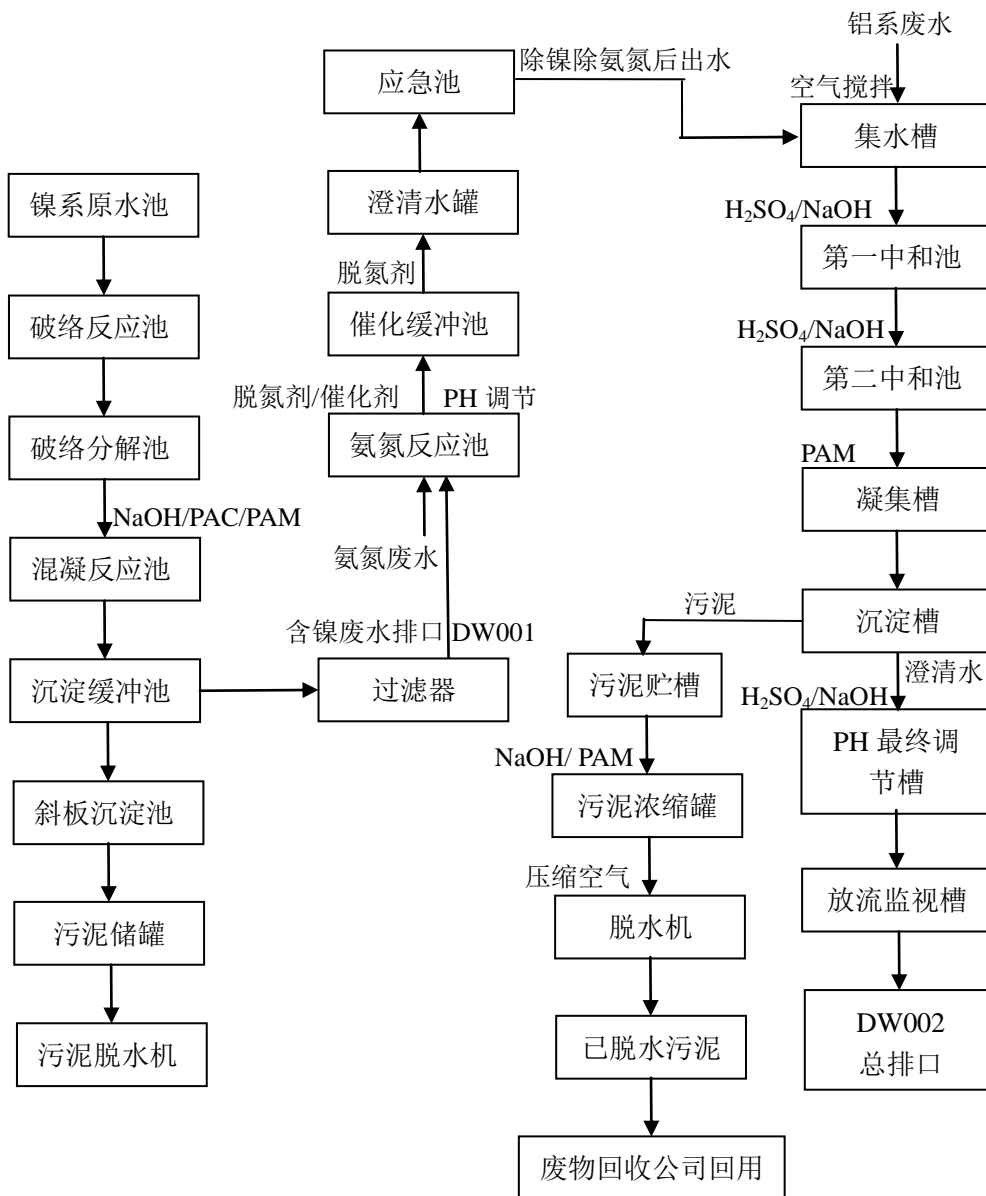 镍系原水池
破络反应池
破络分解池
NaOH/PAC/PAM
混凝反应池
沉淀缓冲池
斜板沉淀池
污泥储罐
污泥脱水机
应急池
除镍除氨氮后出水
澄清水罐
脱氮剂
催化缓冲池
脱氮剂/催化剂
PH 调节
氨氮反应池
氨氮废水
含镍废水排口 DW001
过滤器
铝系废水
空气搅拌
集水槽
H₂SO₄/NaOH
第一中和池
H₂SO₄/NaOH
第二中和池
PAM
凝集槽
沉淀槽
污泥
澄清水
H₂SO₄/NaOH
PH 最终调
节槽
放流监视槽
DW002
总排口
污泥贮槽
NaOH/ PAM
污泥浓缩罐
压缩空气
脱水机
已脱水污泥
废物回收公司回用